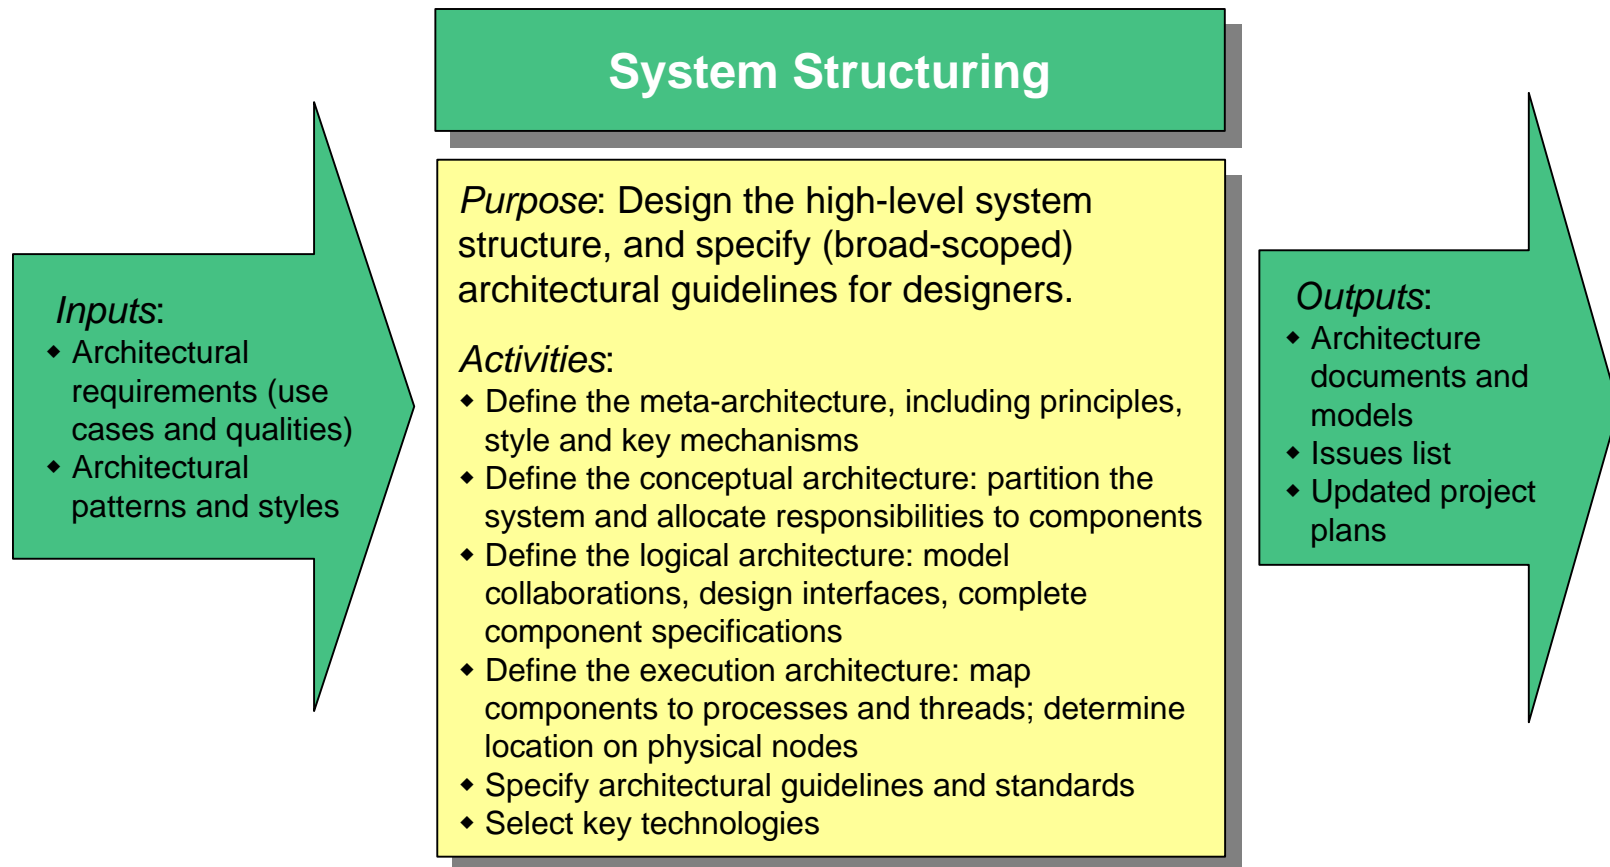 System Structuring
Inputs:
◆ Architectural
requirements (use
cases and qualities)
◆ Architectural
patterns and styles
Purpose: Design the high-level system
structure, and specify (broad-scoped)
architectural guidelines for designers.
Activities:
◆ Define the meta-architecture, including principles,
style and key mechanisms
◆ Define the conceptual architecture: partition the
system and allocate responsibilities to components
◆ Define the logical architecture: model
collaborations, design interfaces, complete
component specifications
◆ Define the execution architecture: map
components to processes and threads; determine
location on physical nodes
◆ Specify architectural guidelines and standards
◆ Select key technologies
Outputs:
◆ Architecture
documents and
models
◆ Issues list
◆ Updated project
plans